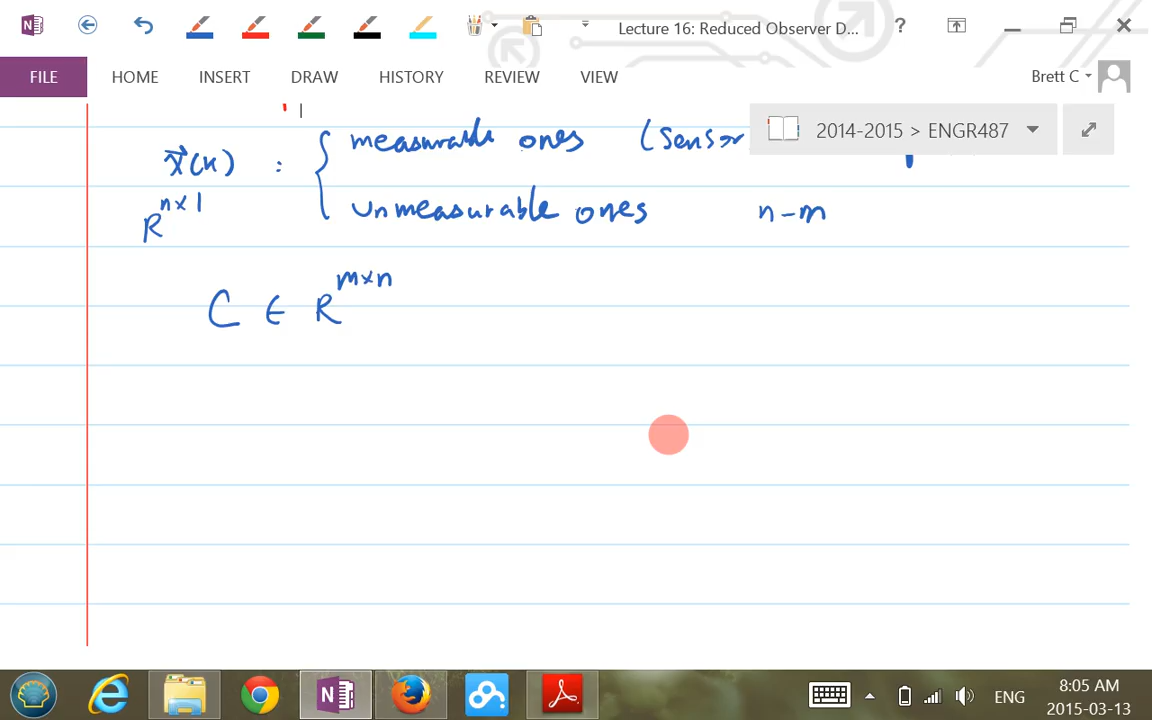 Lecture 16: Reduced Observer D...
?
FILE HOME INSERT DRAW HISTORY REVIEW VIEW
Brett C
2014-2015 > ENGR487
x⃗(k) : { measurable ones (sensor
unmeasurable ones n-m
R^{n×1}
C ∈ R^{m×n}
ENG
8:05 AM
2015-03-13